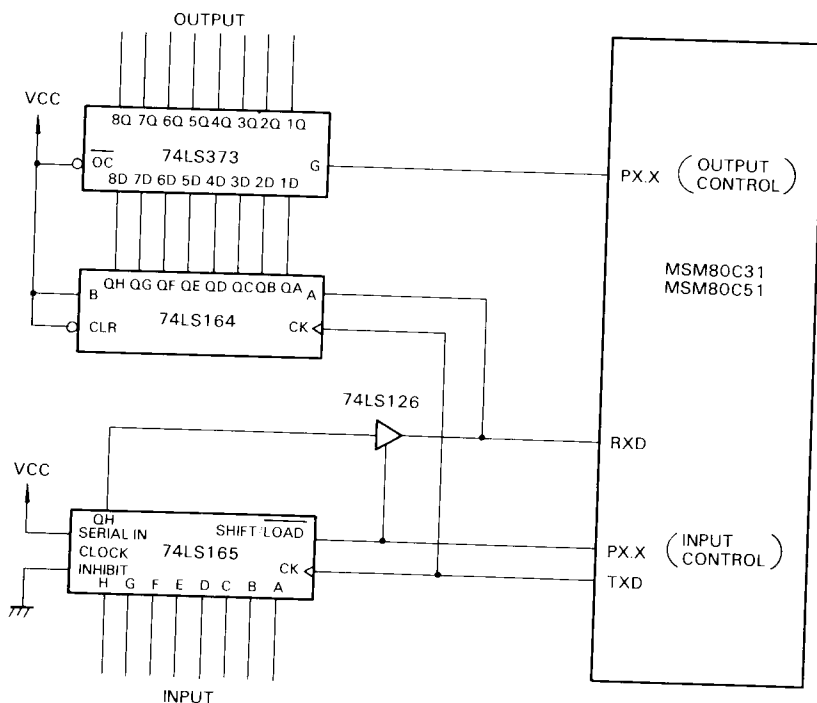 OUTPUT
VCC
8Q 7Q 6Q 5Q 4Q 3Q 2Q 1Q
74LS373
OC
G
8D 7D 6D 5D 4D 3D 2D 1D
PX.X (OUTPUT
CONTROL)
MSM80C31
MSM80C51
QH QG QF QE QD QC QB QA
B
A
74LS164
CLR
CK
74LS126
RXD
VCC
QH
SERIAL IN
SHIFT/LOAD
CLOCK
INHIBIT
74LS165
CK
H G F E D C B A
PX.X (INPUT
CONTROL)
TXD
INPUT